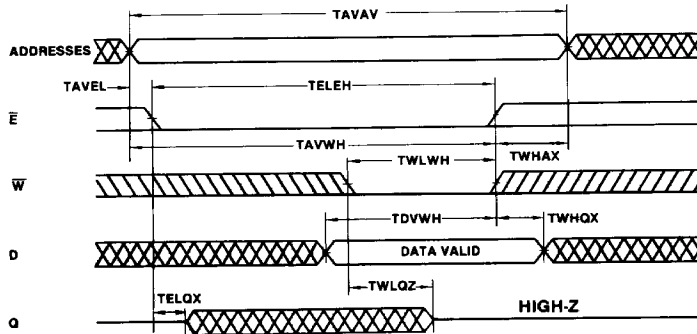 TAVAV
ADDRESSES
TAVEL
TELEH
E
TAVWH
TWHAX
TWLWH
W
TDVWH
TWHQX
D
DATA VALID
TWLQZ
TELQX
HIGH-Z
Q